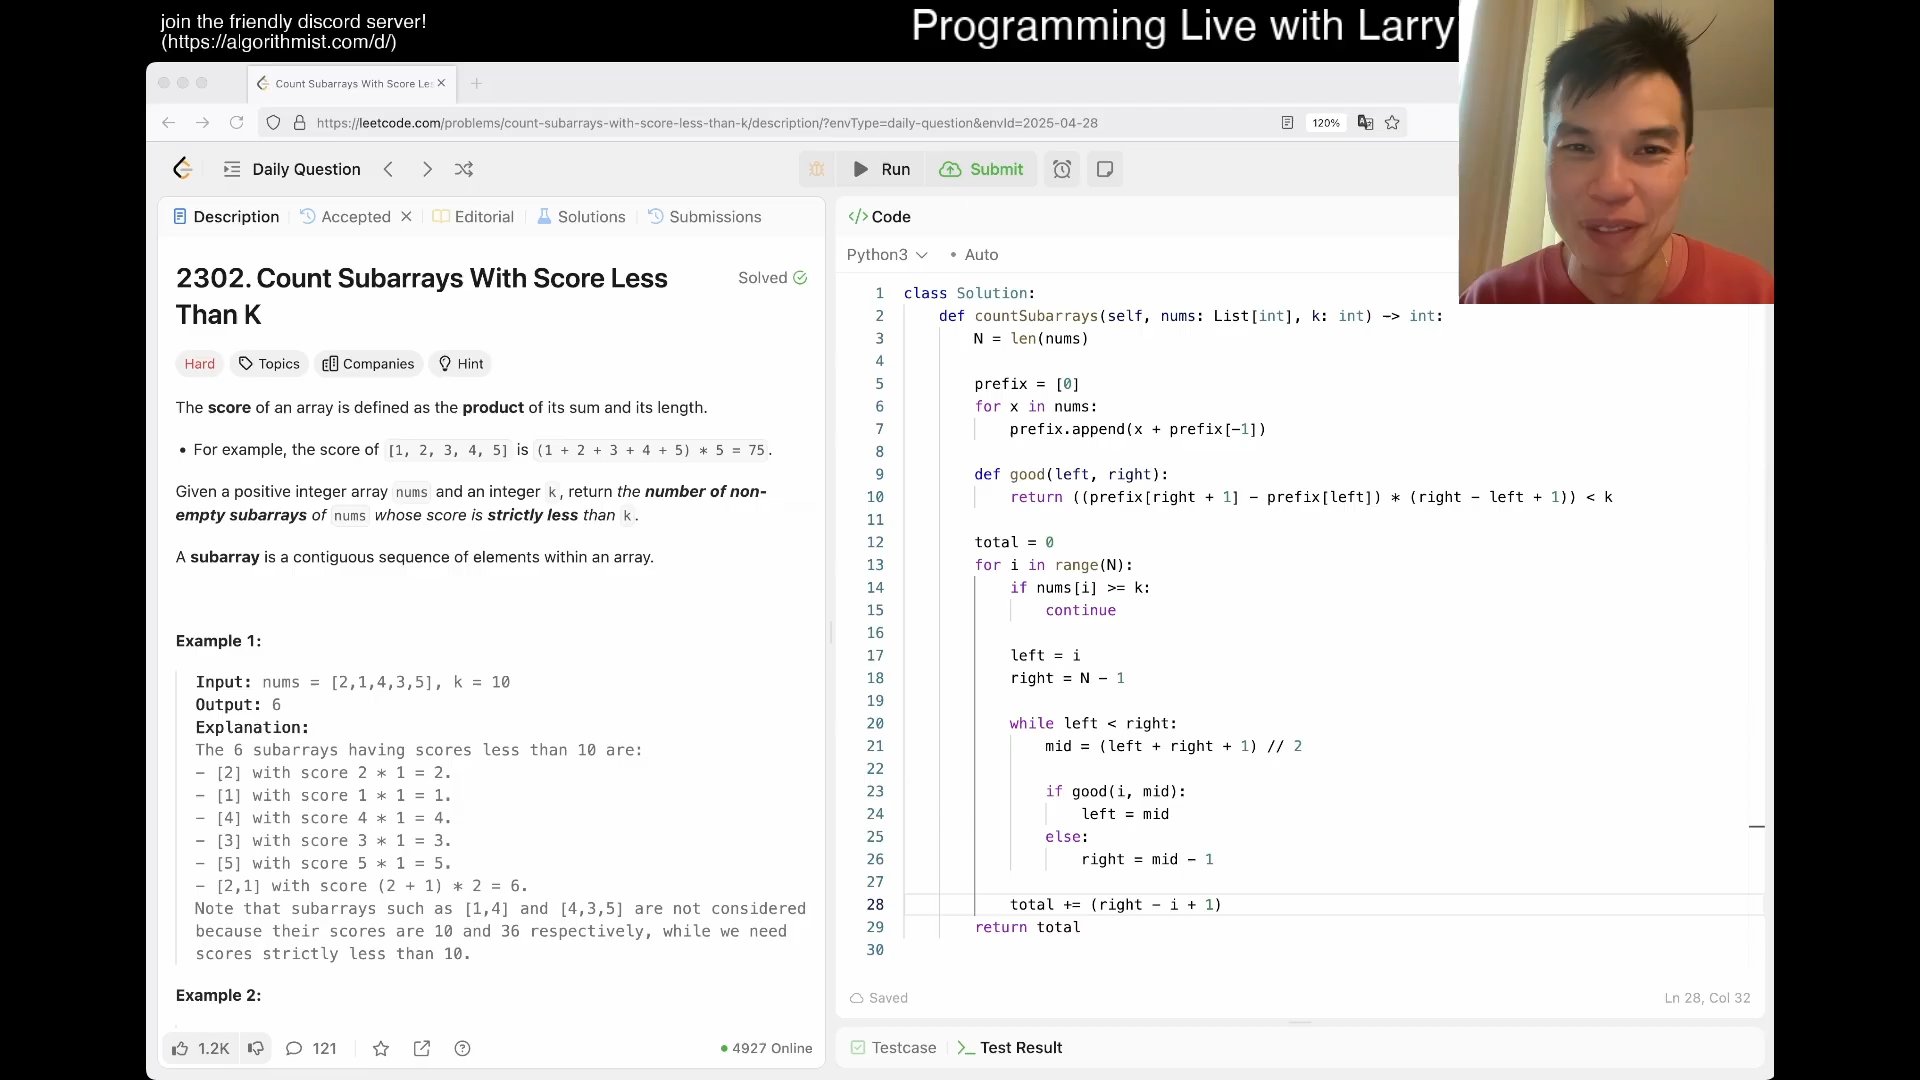 join the friendly discord server!
(https://algorithmist.com/d/)
Programming Live with Larry
Count Subarrays With Score Les
https://leetcode.com/problems/count-subarrays-with-score-less-than-k/description/?envType=daily-question&envId=2025-04-28
120%
Daily Question
Run
Submit
Description
Accepted
Editorial
Solutions
Submissions
2302. Count Subarrays With Score Less
Than K
Solved
Hard
Topics
Companies
Hint
The score of an array is defined as the product of its sum and its length.
• For example, the score of [1, 2, 3, 4, 5] is (1 + 2 + 3 + 4 + 5) * 5 = 75.
Given a positive integer array nums and an integer k, return the number of non-
empty subarrays of nums whose score is strictly less than k.
A subarray is a contiguous sequence of elements within an array.
Example 1:
Input: nums = [2,1,4,3,5], k = 10
Output: 6
Explanation:
The 6 subarrays having scores less than 10 are:
- [2] with score 2 * 1 = 2.
- [1] with score 1 * 1 = 1.
- [4] with score 4 * 1 = 4.
- [3] with score 3 * 1 = 3.
- [5] with score 5 * 1 = 5.
- [2,1] with score (2 + 1) * 2 = 6.
Note that subarrays such as [1,4] and [4,3,5] are not considered
because their scores are 10 and 36 respectively, while we need
scores strictly less than 10.
Example 2:
1.2K
121
4927 Online
</> Code
Python3
• Auto
1 class Solution:
2 def countSubarrays(self, nums: List[int], k: int) -> int:
3 N = len(nums)
4
5 prefix = [0]
6 for x in nums:
7 prefix.append(x + prefix[-1])
8
9 def good(left, right):
10 return ((prefix[right + 1] - prefix[left]) * (right - left + 1)) < k
11
12 total = 0
13 for i in range(N):
14 if nums[i] >= k:
15 continue
16
17 left = i
18 right = N - 1
19
20 while left < right:
21 mid = (left + right + 1) // 2
22
23 if good(i, mid):
24 left = mid
25 else:
26 right = mid - 1
27
28 total += (right - i + 1)
29 return total
30
Saved
Ln 28, Col 32
Testcase
Test Result